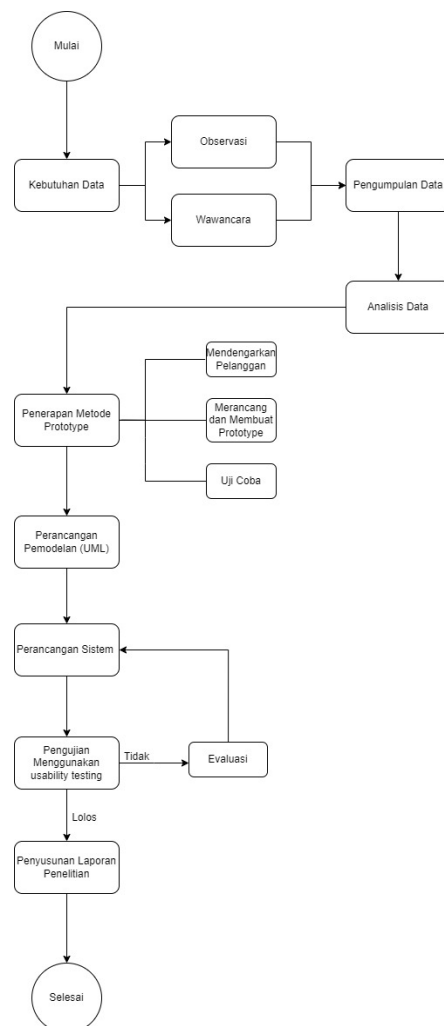 Mulai
Observasi
Kebutuhan Data
Pengumpulan Data
Wawancara
Analisis Data
Mendengarkan
Pelanggan
Penerapan Metode
Prototype
Merancang
dan Membuat
Prototype
Uji Coba
Perancangan
Pemodelan (UML)
Perancangan Sistem
Pengujian
Menggunakan
usability testing
Tidak
Evaluasi
Lolos
Penyusunan Laporan
Penelitian
Selesai